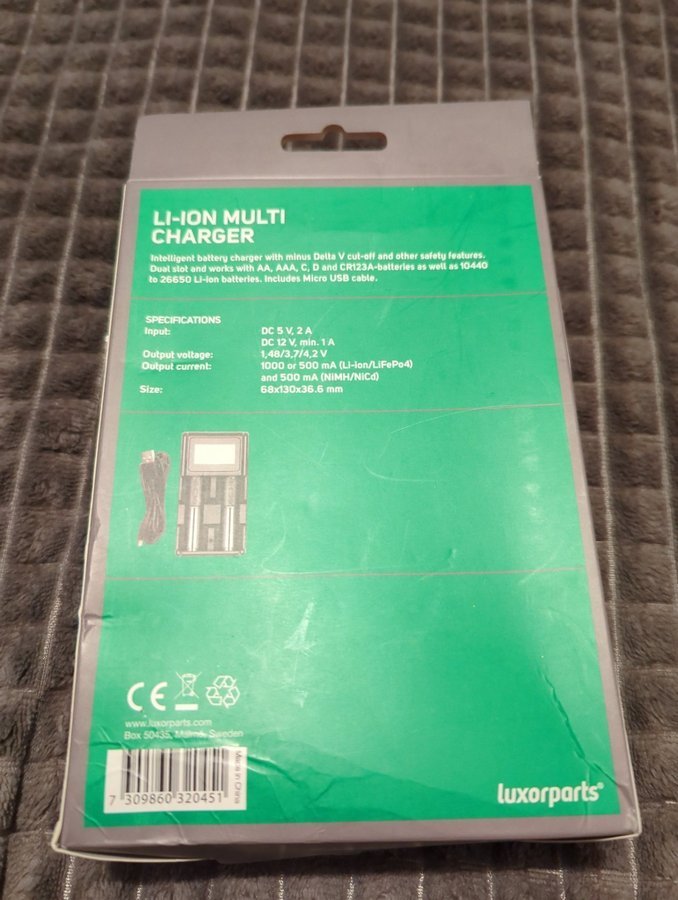 LI-ION MULTI
CHARGER
Intelligent battery charger with minus Delta V cut-off and other safety features.
Dual slot and works with AA, AAA, C, D and CR123A-batteries as well as 10440
to 26650 Li-ion batteries. Includes Micro USB cable.
SPECIFICATIONS
Input: DC 5 V, 2 A
DC 12 V, min. 1 A
Output voltage: 1,48/3,7/4,2 V
Output current: 1000 or 500 mA (Li-ion/LiFePo4)
and 500 mA (NiMH/NiCd)
Size: 68x130x36.6 mm
CE
www.luxorparts.com
Box 50435, Malmö, Sweden
Made in China
7 309860 320451
luxorparts®